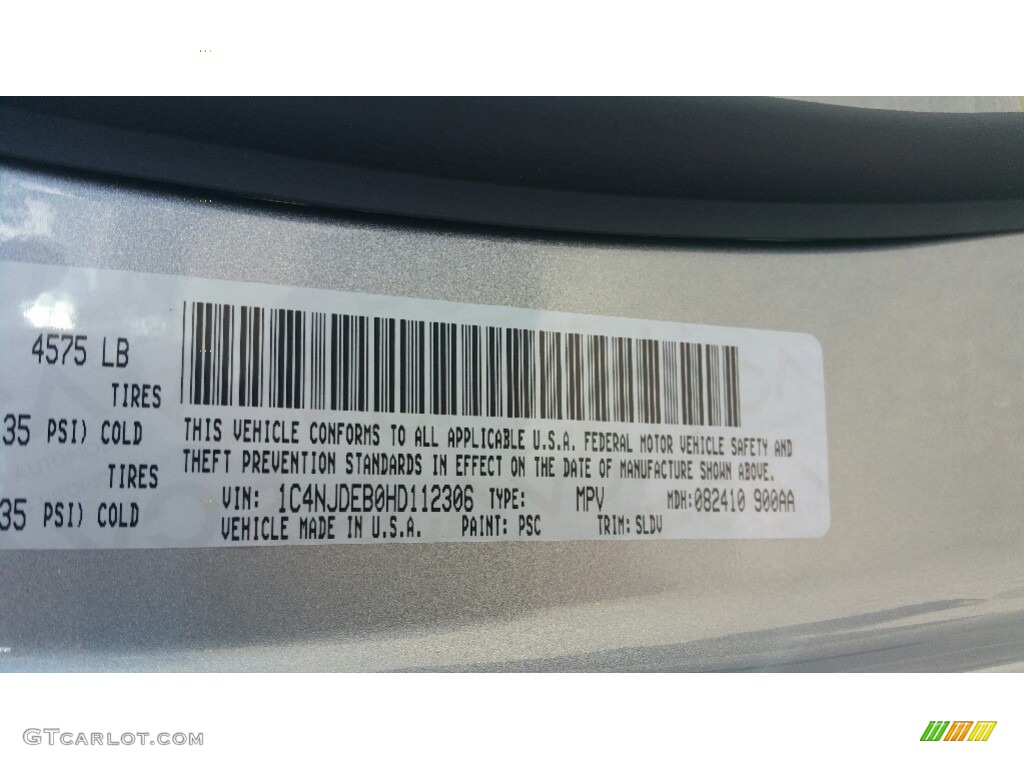 4575 LB
TIRES
35 PSI) COLD
TIRES
35 PSI) COLD
THIS VEHICLE CONFORMS TO ALL APPLICABLE U.S.A. FEDERAL MOTOR VEHICLE SAFETY AND
THEFT PREVENTION STANDARDS IN EFFECT ON THE DATE OF MANUFACTURE SHOWN ABOVE.
VIN: 1C4NJDEB0HD112306 TYPE: MPV MDH:082410 900AA
VEHICLE MADE IN U.S.A. PAINT: PSC TRIM: SLDV
GTCARLOT.COM